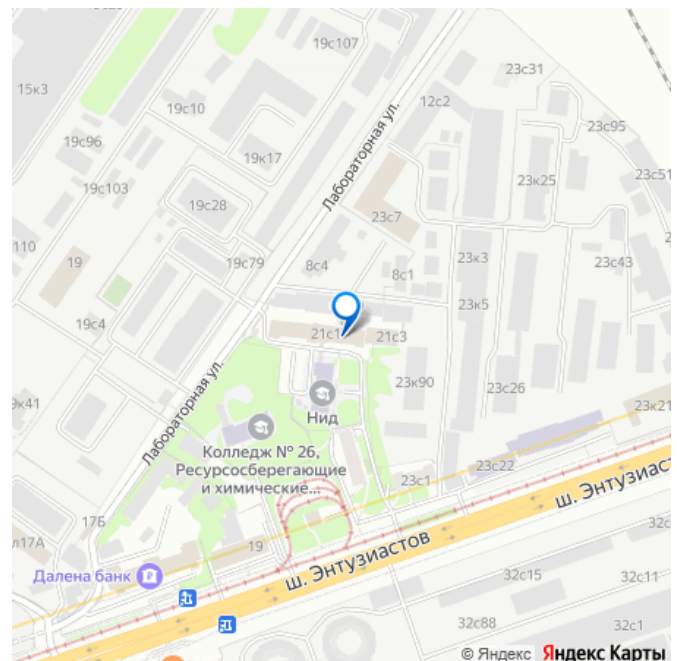 19с107
23с31
15к3
12с2
19с10
23с95
19с96
19к17
Лабораторная ул.
23к25
23с51
19с103
19с28
23с7
110
19
19с79
8с4
8с1
23к3
23с43
19с4
23к5
21с1
21с3
Лабораторная ул.
23к90
23с26
23к21
Нид
Колледж № 26,
Ресурсосберегающие
и химические...
23с22
23с1
ш. Энтузиаст
17Б
19
ш. Энтузиастов
Далена банк
32с15
32с11
32с88
32с1
© Яндекс Яндекс Карты